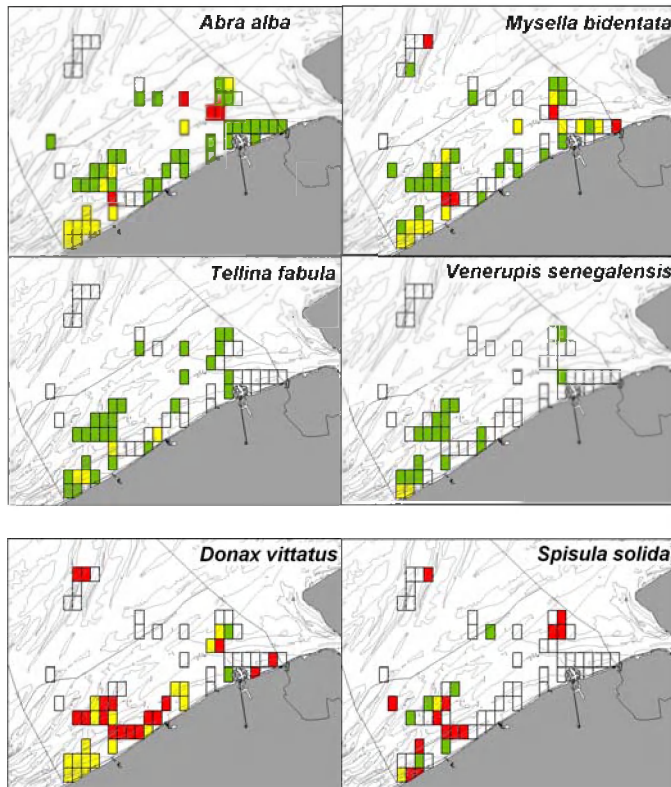 Abra alba
Mysella bidentata
Tellina fabula
Venerupis senegalensis
Donax vittatus
Spisula solida